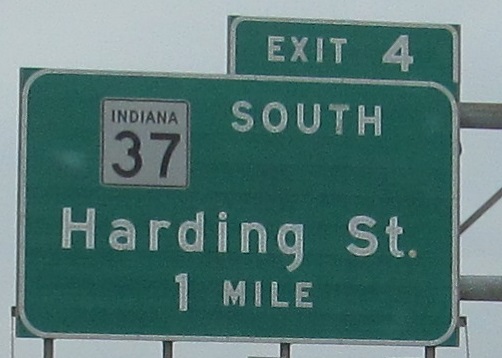 EXIT 4
INDIANA
37
SOUTH
Harding St.
1 MILE